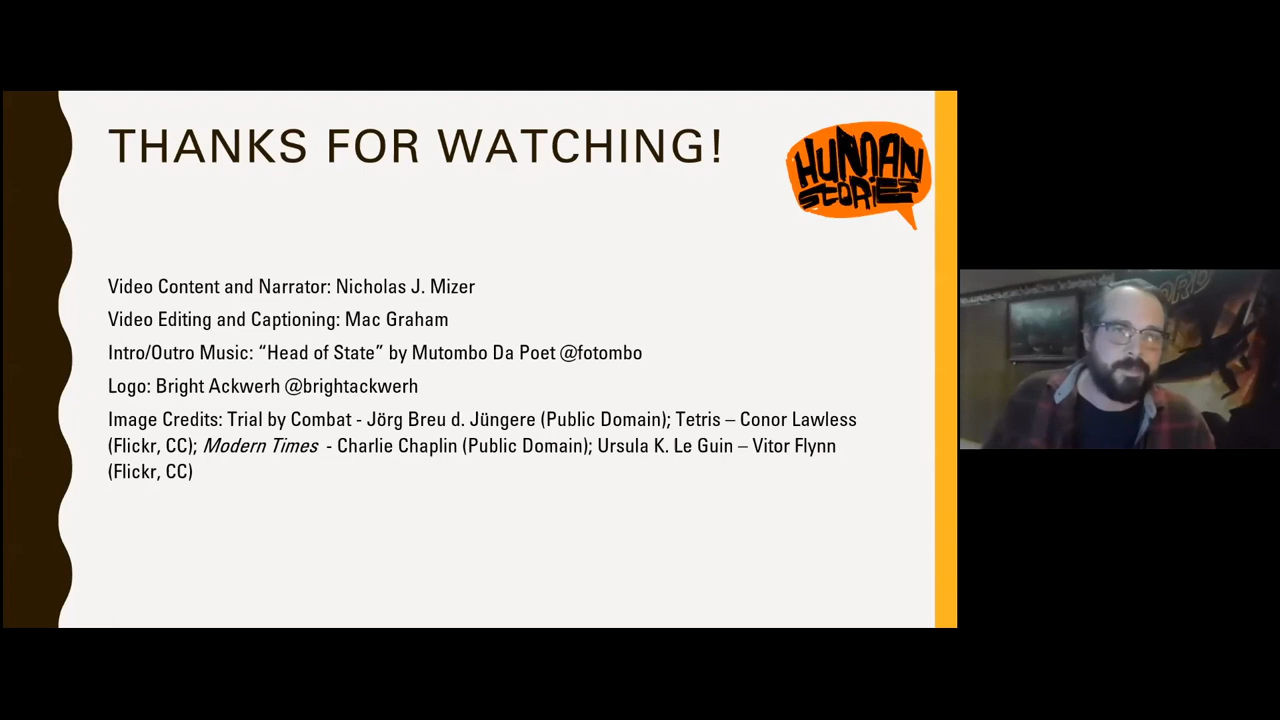 THANKS FOR WATCHING!
HUMAN
STORIES
Video Content and Narrator: Nicholas J. Mizer
Video Editing and Captioning: Mac Graham
Intro/Outro Music: “Head of State” by Mutombo Da Poet @fotombo
Logo: Bright Ackwerh @brightackwerh
Image Credits: Trial by Combat - Jörg Breu d. Jüngere (Public Domain); Tetris – Conor Lawless
(Flickr, CC); Modern Times - Charlie Chaplin (Public Domain); Ursula K. Le Guin – Vitor Flynn
(Flickr, CC)